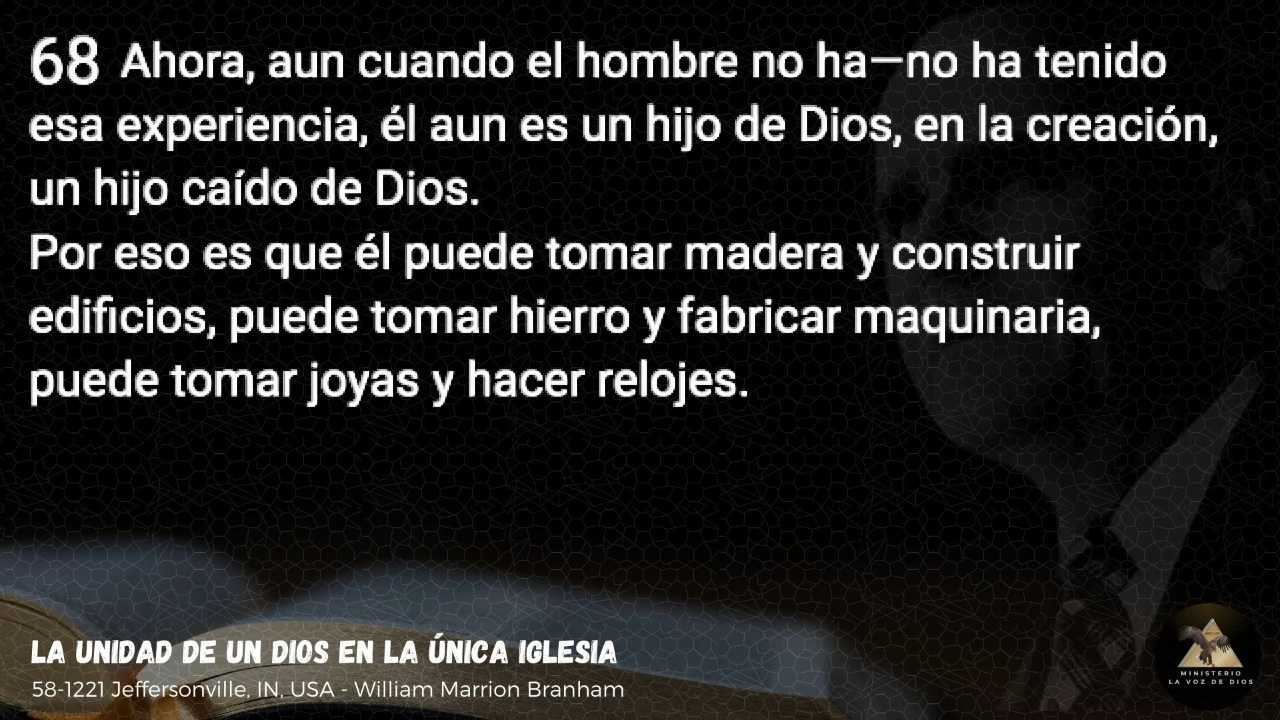 68 Ahora, aun cuando el hombre no ha—no ha tenido
esa experiencia, él aun es un hijo de Dios, en la creación,
un hijo caído de Dios.
Por eso es que él puede tomar madera y construir
edificios, puede tomar hierro y fabricar maquinaria,
puede tomar joyas y hacer relojes.
LA UNIDAD DE UN DIOS EN LA ÚNICA IGLESIA
58-1221 Jeffersonville, IN, USA - William Marrion Branham
MINISTERIO
LA VOZ DE DIOS